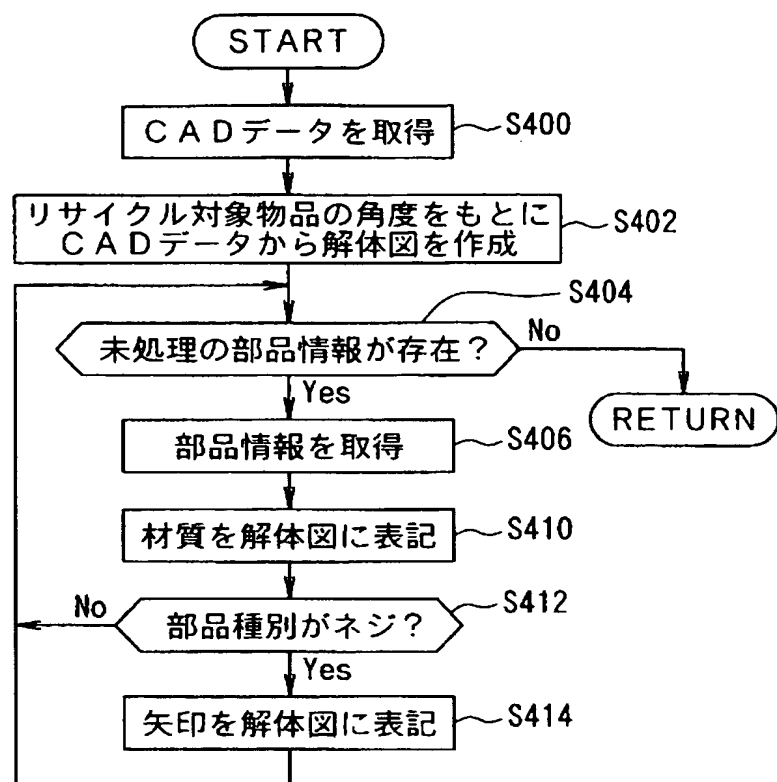 START
CADデータを取得
S400
リサイクル対象物品の角度をもとに
CADデータから解体図を作成
S402
S404
未処理の部品情報が存在?
No
Yes
RETURN
部品情報を取得
S406
材質を解体図に表記
S410
No
部品種別がネジ?
S412
Yes
矢印を解体図に表記
S414